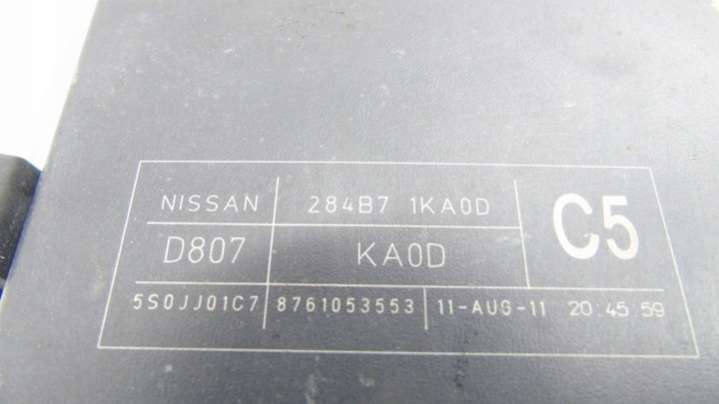 NISSAN 284B7 1KA0D C5
D807 KA0D
5S0JJ01C7 8761053553 11-AUG-11 20:45:59